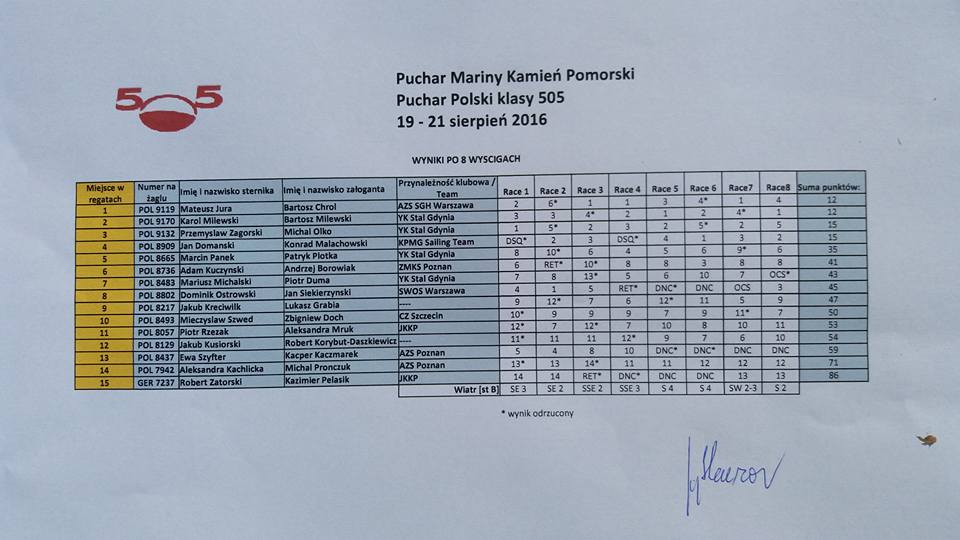 5 5
Puchar Mariny Kamień Pomorski
Puchar Polski klasy 505
19 - 21 sierpień 2016
WYNIKI PO 8 WYSCIGACH
Miejsce w regatach Numer na żaglu Imię i nazwisko sternika Imię i nazwisko załoganta Przynależność klubowa / Team Race 1 Race 2 Race 3 Race 4 Race 5 Race 6 Race7 Race8 Suma punktów:
1 POL 9119 Mateusz Jura Bartosz Chrol AZS SGH Warszawa 2 6* 1 1 3 4* 1 4 12
2 POL 9170 Karol Milewski Bartosz Milewski YK Stal Gdynia 3 3 4* 2 1 2 4* 1 12
3 POL 9132 Przemyslaw Zagorski Michal Olko YK Stal Gdynia 1 5* 2 3 2 5* 2 5 15
4 POL 8909 Jan Domanski Konrad Malachowski KPMG Sailing Team DSQ* 2 3 DSQ* 4 1 3 2 15
5 POL 8665 Marcin Panek Patryk Plotka YK Stal Gdynia 8 10* 6 4 5 6 9* 6 35
6 POL 8736 Adam Kuczynski Andrzej Borowiak ZMKS Poznan 6 RET* 10* 8 8 3 8 8 41
7 POL 8483 Mariusz Michalski Piotr Duma YK Stal Gdynia 7 8 13* 5 6 10 7 OCS* 43
8 POL 8802 Dominik Ostrowski Jan Siekierzynski SWOS Warszawa 4 1 5 RET* DNC* DNC OCS 3 45
9 POL 8217 Jakub Kreciwilk Lukasz Grabia ---- 9 12* 7 6 12* 11 5 9 47
10 POL 8493 Mieczyslaw Szwed Zbigniew Doch CZ Szczecin 10* 9 9 9 7 9 11* 7 50
11 POL 8057 Piotr Rzezak Aleksandra Mruk JKKP 12* 7 12* 7 10 8 10 11 53
12 POL 8129 Jakub Kusiorski Robert Korybut-Daszkiewicz ---- 11* 11 11 12* 9 7 6 10 54
13 POL 8437 Ewa Szyfter Kacper Kaczmarek AZS Poznan 5 4 8 10 DNC* DNC* DNC DNC 59
14 POL 7942 Aleksandra Kachlicka Michal Pronczuk AZS Poznan 13* 13 14* 11 11 12 12 12 71
15 GER 7237 Robert Zatorski Kazimier Pelasik JKKP 14 14 RET* DNC* DNC DNC 13 13 86
Wiatr [st B] SE 3 SE 2 SSE 2 SSE 3 S 4 S 4 SW 2-3 S 2
* wynik odrzucony